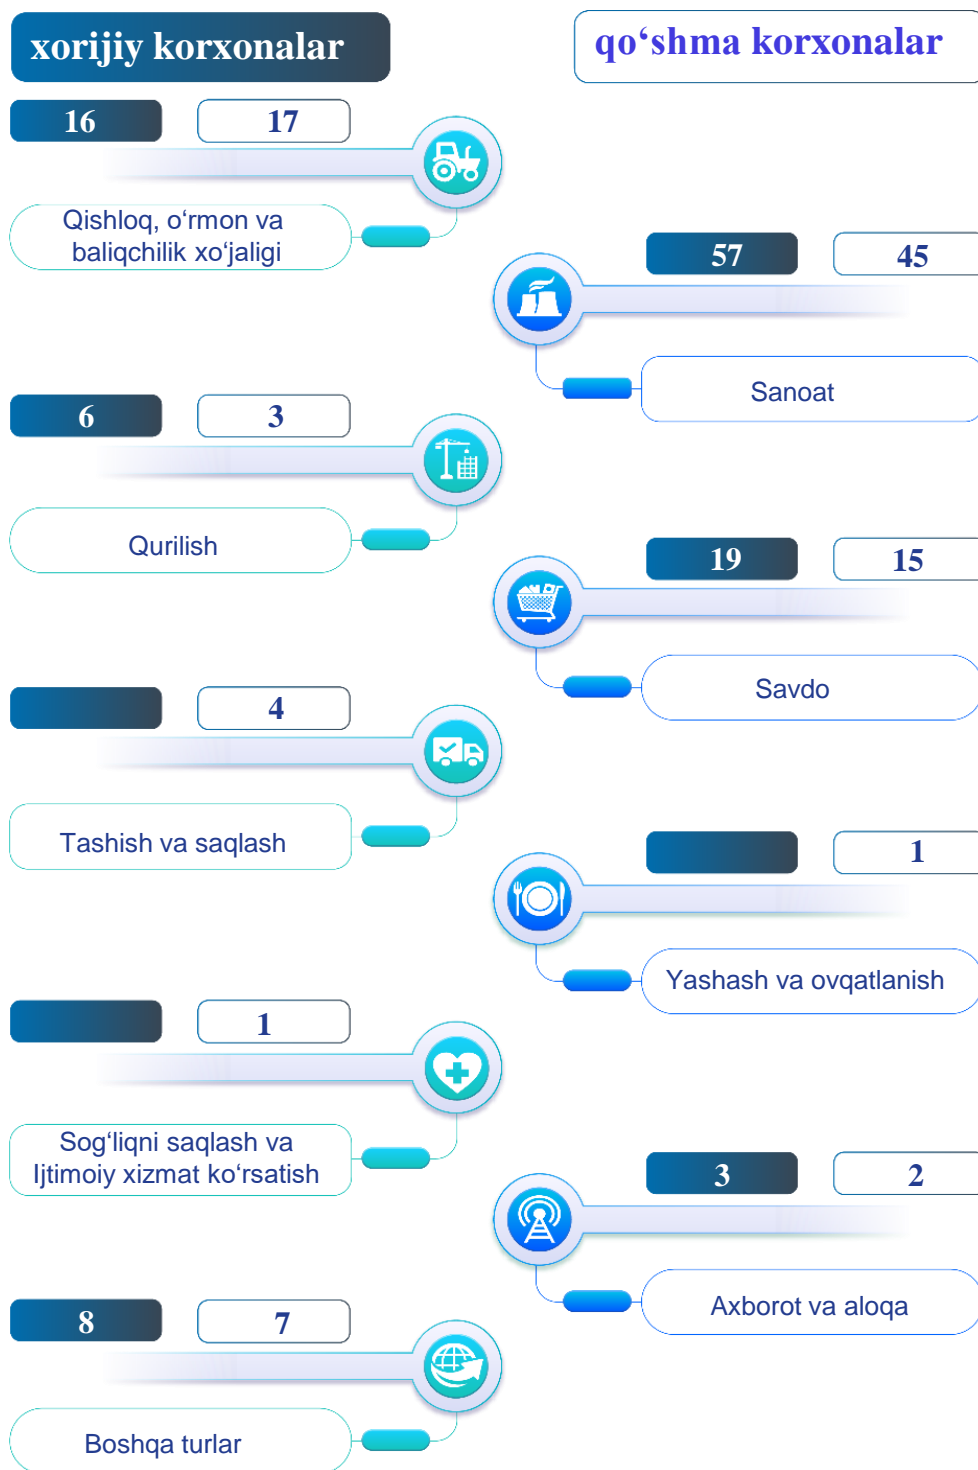 xorijiy korxonalar
qo‘shma korxonalar
16
17
Qishloq, o‘rmon va
baliqchilik xo‘jaligi
57
45
Sanoat
6
3
Qurilish
19
15
Savdo
4
Tashish va saqlash
1
Yashash va ovqatlanish
1
Sog‘liqni saqlash va
Ijtimoiy xizmat ko‘rsatish
3
2
Axborot va aloqa
8
7
Boshqa turlar